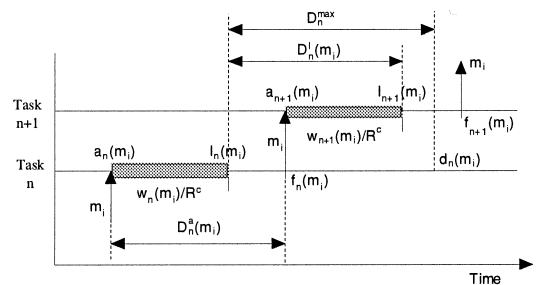 D_n^max
D_n^l(m_i)
m_i
a_{n+1}(m_i)
l_{n+1}(m_i)
Task
n+1
m_i
w_{n+1}(m_i)/R^c
f_{n+1}(m_i)
a_n(m_i)
l_n(m_i)
d_n(m_i)
Task
n
f_n(m_i)
w_n(m_i)/R^c
m_i
D_n^a(m_i)
Time